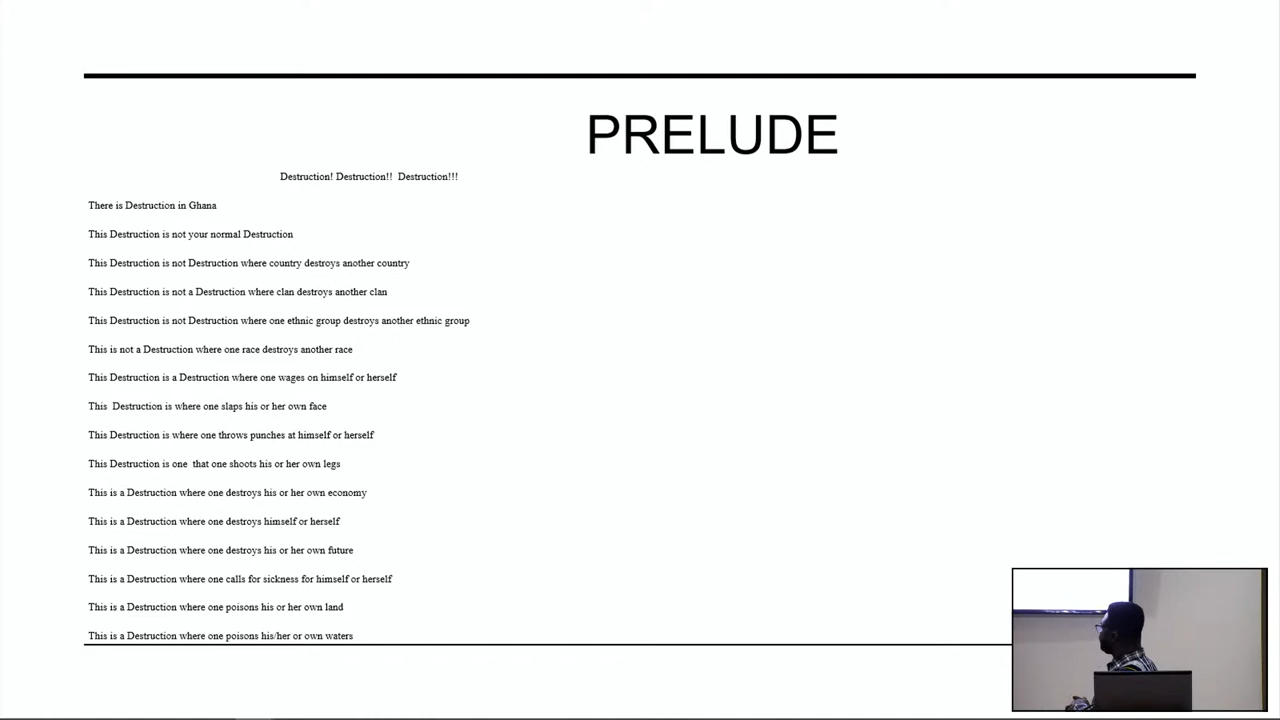 PRELUDE
Destruction! Destruction!! Destruction!!!
There is Destruction in Ghana
This Destruction is not your normal Destruction
This Destruction is not Destruction where country destroys another country
This Destruction is not a Destruction where clan destroys another clan
This Destruction is not Destruction where one ethnic group destroys another ethnic group
This is not a Destruction where one race destroys another race
This Destruction is a Destruction where one wages on himself or herself
This Destruction is where one slaps his or her own face
This Destruction is where one throws punches at himself or herself
This Destruction is one that one shoots his or her own legs
This is a Destruction where one destroys his or her own economy
This is a Destruction where one destroys himself or herself
This is a Destruction where one destroys his or her own future
This is a Destruction where one calls for sickness for himself or herself
This is a Destruction where one poisons his or her own land
This is a Destruction where one poisons his/her or own waters